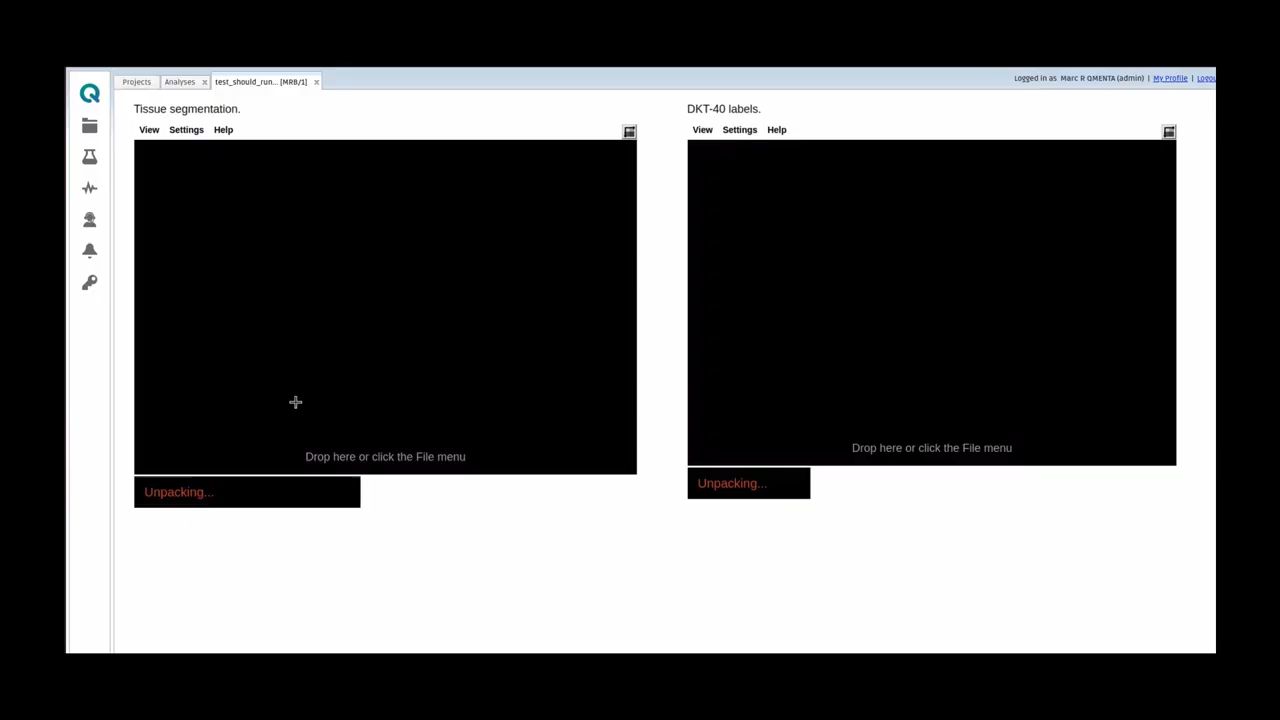 Projects Analyses x test_should_run... [MRB/1] x
Logged in as Marc R QMENTA (admin) | My Profile | Logou
Tissue segmentation.
View Settings Help
Drop here or click the File menu
Unpacking...
DKT-40 labels.
View Settings Help
Drop here or click the File menu
Unpacking...